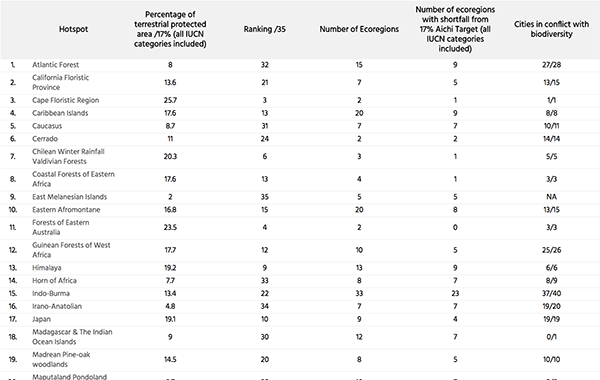 Hotspot Percentage of terrestrial protected area /17% (all IUCN categories included) Ranking /35 Number of Ecoregions Number of ecoregions with shortfall from 17% Aichi Target (all IUCN categories included) Cities in conflict with biodiversity
1. Atlantic Forest 8 32 15 9 27/28
2. California Floristic Province 13.6 21 7 5 13/15
3. Cape Floristic Region 25.7 3 2 1 1/1
4. Caribbean Islands 17.6 13 20 9 8/8
5. Caucasus 8.7 31 7 7 10/11
6. Cerrado 11 24 2 2 14/14
7. Chilean Winter Rainfall Valdivian Forests 20.3 6 3 1 5/5
8. Coastal Forests of Eastern Africa 17.6 13 4 1 3/3
9. East Melanesian Islands 2 35 5 5 NA
10. Eastern Afromontane 16.8 15 20 8 13/15
11. Forests of Eastern Australia 23.5 4 2 0 3/3
12. Guinean Forests of West Africa 17.7 12 10 5 25/26
13. Himalaya 19.2 9 13 9 6/6
14. Horn of Africa 7.7 33 8 7 8/9
15. Indo-Burma 13.4 22 33 23 37/40
16. Irano-Anatolian 4.8 34 7 7 19/20
17. Japan 19.1 10 9 4 19/19
18. Madagascar & The Indian Ocean Islands 9 30 12 7 0/1
19. Madrean Pine-oak woodlands 14.5 20 8 5 10/10
Maputaland Pondoland